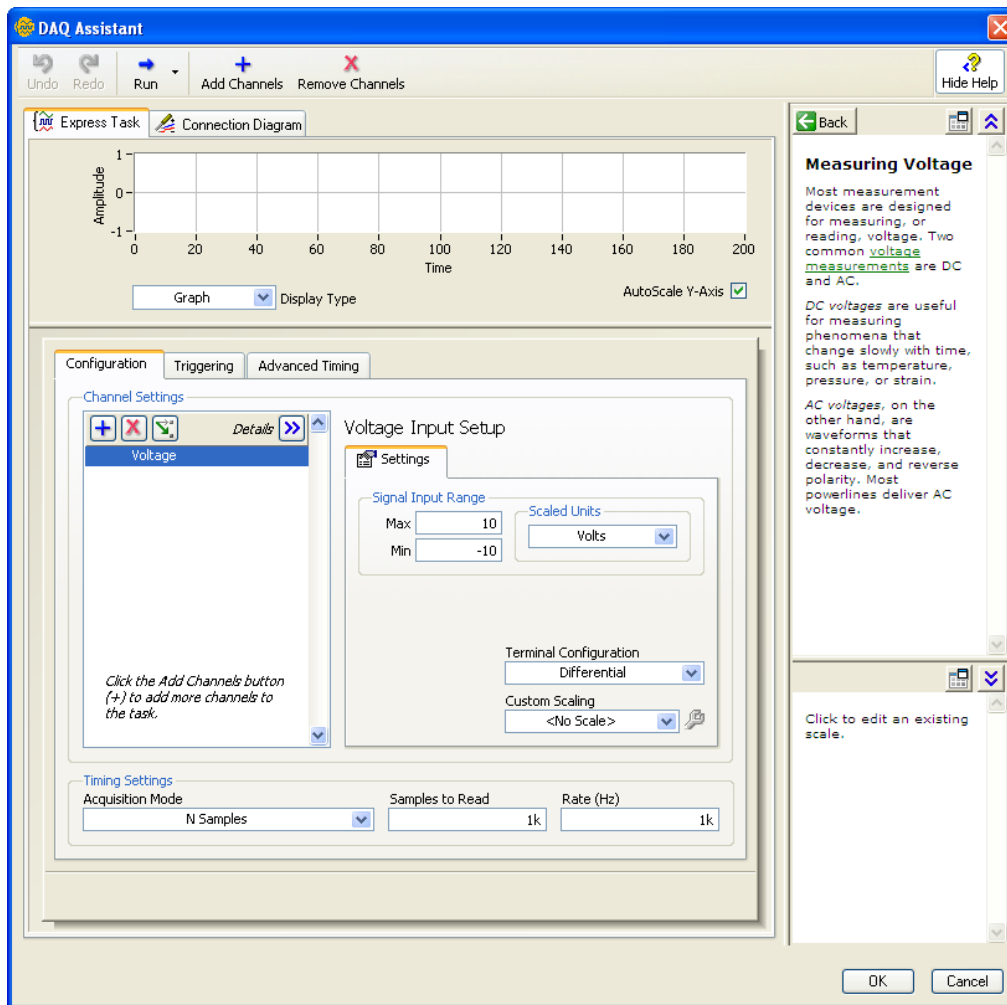 DAQ Assistant
Undo
Redo
Run
Add Channels
Remove Channels
Hide Help
Express Task
Connection Diagram
Amplitude
1
0
-1
0 20 40 60 80 100 120 140 160 180 200
Time
Graph
Display Type
AutoScale Y-Axis
Configuration
Triggering
Advanced Timing
Channel Settings
Details
Voltage
Click the Add Channels button
(+) to add more channels to
the task.
Voltage Input Setup
Settings
Signal Input Range
Max 10
Min -10
Scaled Units
Volts
Terminal Configuration
Differential
Custom Scaling
<No Scale>
Timing Settings
Acquisition Mode
N Samples
Samples to Read
1k
Rate (Hz)
1k
Back
Measuring Voltage
Most measurement
devices are designed
for measuring, or
reading, voltage. Two
common voltage
measurements are DC
and AC.
DC voltages are useful
for measuring
phenomena that
change slowly with time,
such as temperature,
pressure, or strain.
AC voltages, on the
other hand, are
waveforms that
constantly increase,
decrease, and reverse
polarity. Most
powerlines deliver AC
voltage.
Click to edit an existing
scale.
OK
Cancel